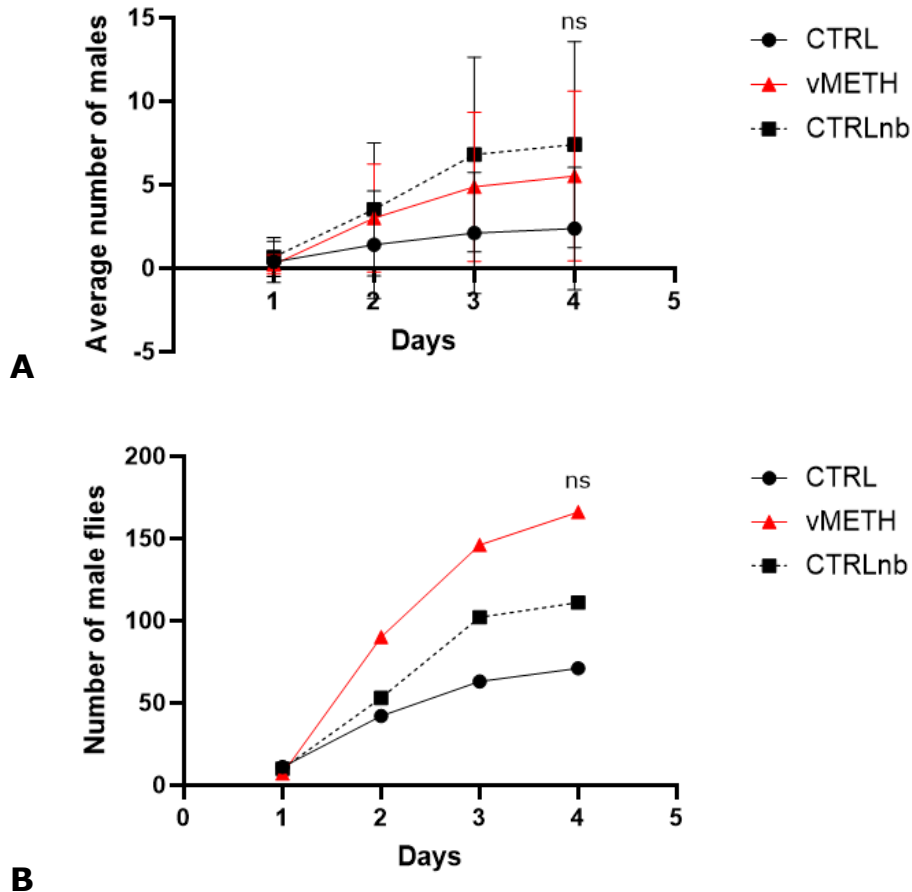 Average number of males
15
10
5
0
-5
1 2 3 4 5
Days
ns
CTRL
vMETH
CTRLnb
A
Number of male flies
200
150
100
50
0
0 1 2 3 4 5
Days
ns
CTRL
vMETH
CTRLnb
B